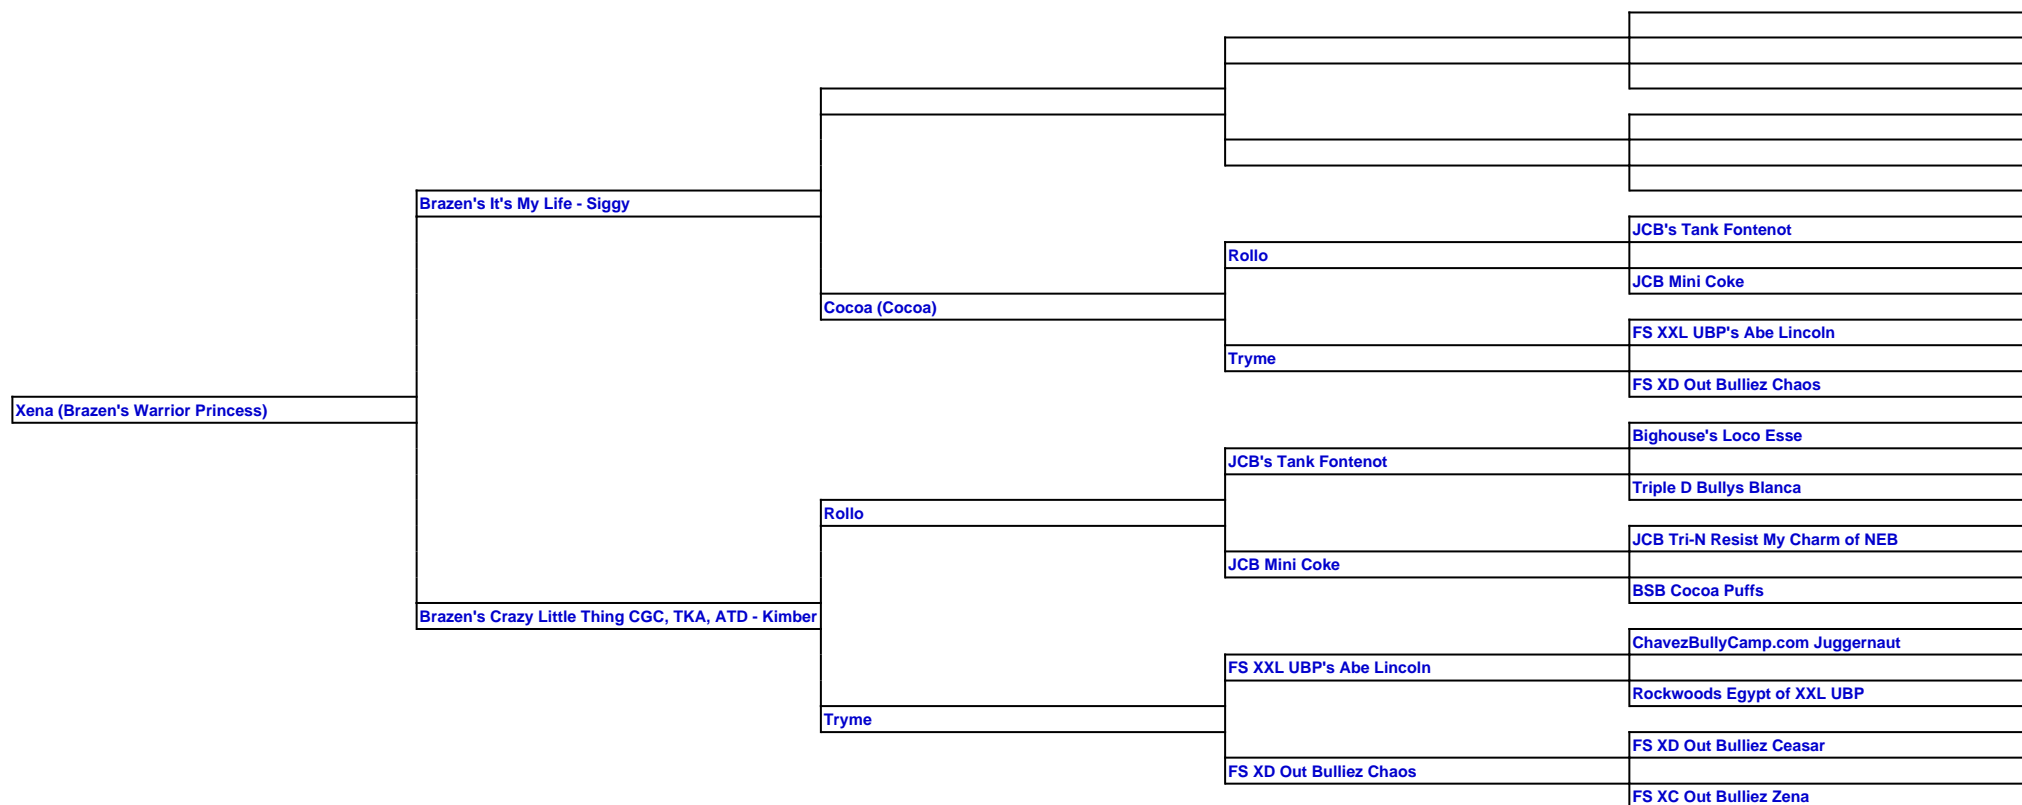 Brazen's It's My Life - Siggy
JCB's Tank Fontenot
Rollo
JCB Mini Coke
Cocoa (Cocoa)
FS XXL UBP's Abe Lincoln
Tryme
FS XD Out Bulliez Chaos
Xena (Brazen's Warrior Princess)
Bighouse's Loco Esse
JCB's Tank Fontenot
Triple D Bullys Blanca
Rollo
JCB Tri-N Resist My Charm of NEB
JCB Mini Coke
BSB Cocoa Puffs
Brazen's Crazy Little Thing CGC, TKA, ATD - Kimber
ChavezBullyCamp.com Juggernaut
FS XXL UBP's Abe Lincoln
Rockwoods Egypt of XXL UBP
Tryme
FS XD Out Bulliez Ceasar
FS XD Out Bulliez Chaos
FS XC Out Bulliez Zena